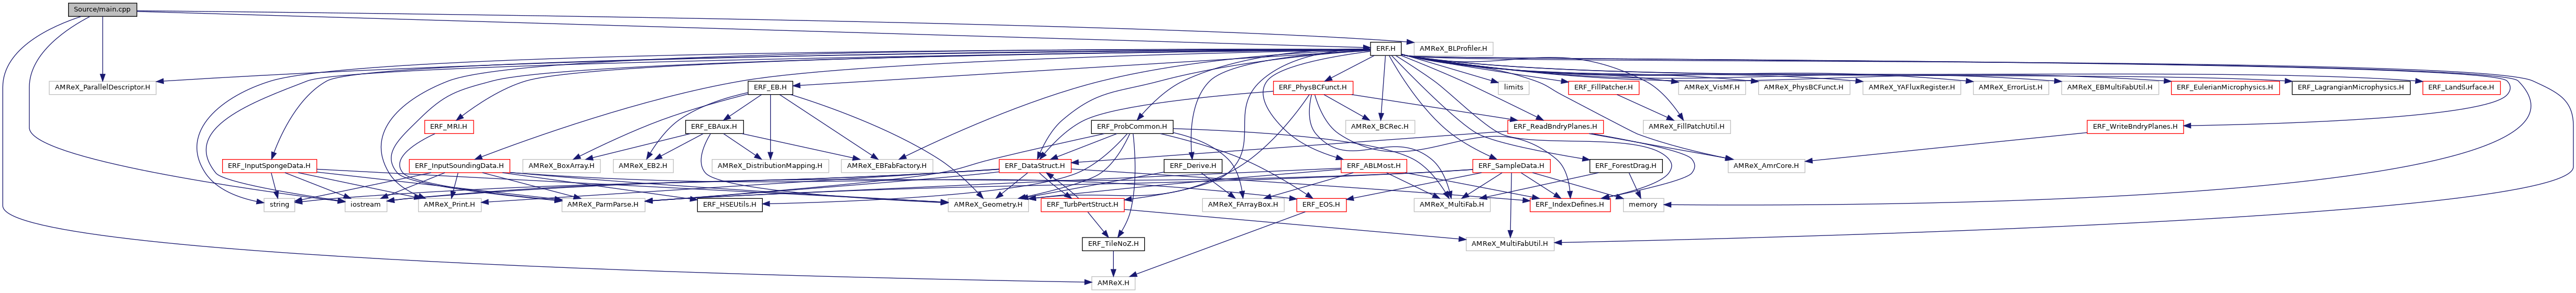 Source/main.cpp
ERF.H
AMReX_BLProfiler.H
AMReX_ParallelDescriptor.H
ERF_EB.H
ERF_PhysBCFunct.H
limits
ERF_FillPatcher.H
AMReX_VisMF.H
AMReX_PhysBCFunct.H
AMReX_YAFluxRegister.H
AMReX_ErrorList.H
AMReX_EBMultiFabUtil.H
ERF_EulerianMicrophysics.H
ERF_LagrangianMicrophysics.H
ERF_LandSurface.H
ERF_MRI.H
ERF_EBAux.H
ERF_ProbCommon.H
AMReX_BCRec.H
ERF_ReadBndryPlanes.H
AMReX_FillPatchUtil.H
ERF_WriteBndryPlanes.H
ERF_InputSpongeData.H
ERF_InputSoundingData.H
AMReX_BoxArray.H
AMReX_EB2.H
AMReX_DistributionMapping.H
AMReX_EBFabFactory.H
ERF_DataStruct.H
ERF_Derive.H
ERF_ABLMost.H
ERF_SampleData.H
ERF_ForestDrag.H
AMReX_AmrCore.H
string
iostream
AMReX_Print.H
AMReX_ParmParse.H
ERF_HSEUtils.H
AMReX_Geometry.H
ERF_TurbPertStruct.H
AMReX_FArrayBox.H
ERF_EOS.H
AMReX_MultiFab.H
ERF_IndexDefines.H
memory
ERF_TileNoZ.H
AMReX_MultiFabUtil.H
AMReX.H